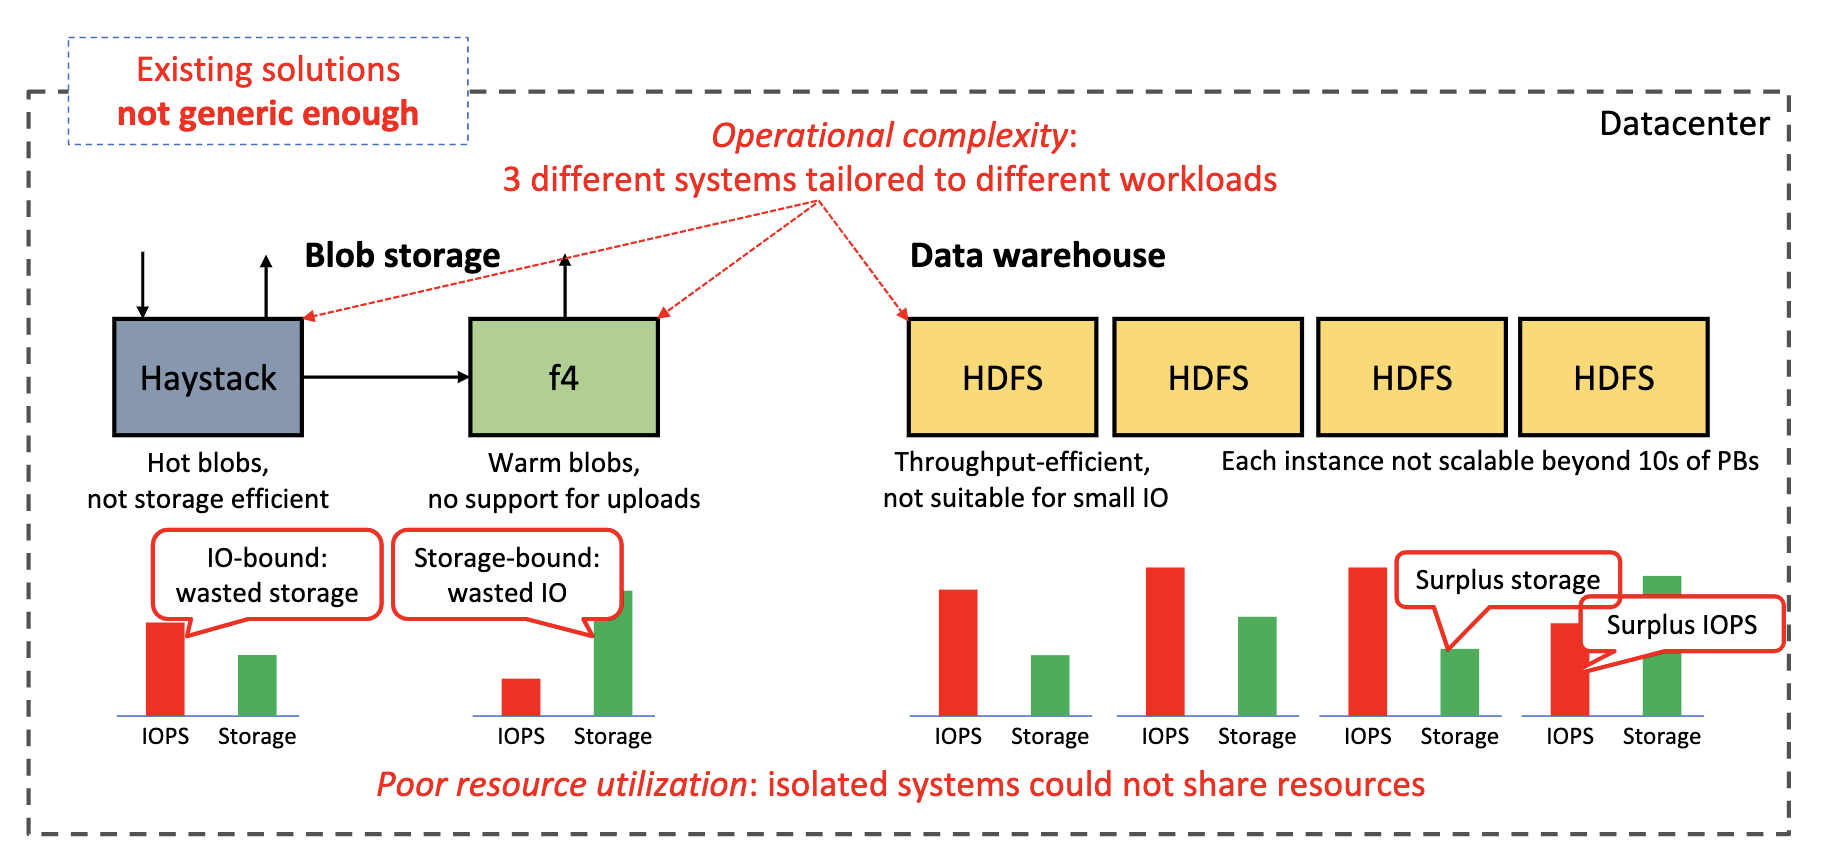 Existing solutions
not generic enough
Datacenter
Operational complexity:
3 different systems tailored to different workloads
Blob storage
Data warehouse
Haystack
f4
HDFS
HDFS
HDFS
HDFS
Hot blobs,
not storage efficient
Warm blobs,
no support for uploads
Throughput-efficient,
not suitable for small IO
Each instance not scalable beyond 10s of PBs
IO-bound:
wasted storage
Storage-bound:
wasted IO
Surplus storage
Surplus IOPS
IOPS
Storage
IOPS
Storage
IOPS
Storage
IOPS
Storage
IOPS
Storage
IOPS
Storage
Poor resource utilization: isolated systems could not share resources